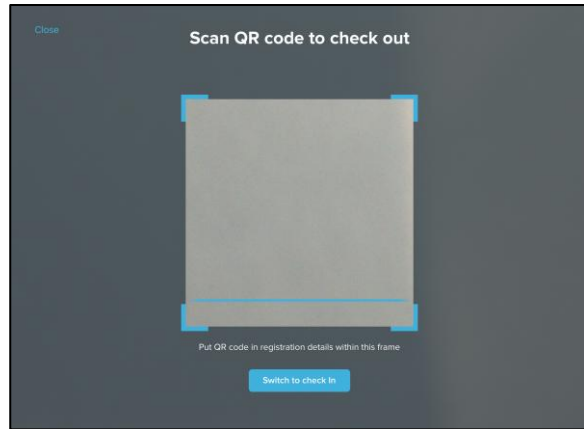 Close
Scan QR code to check out
Put QR code in registration details within this frame
Switch to check In